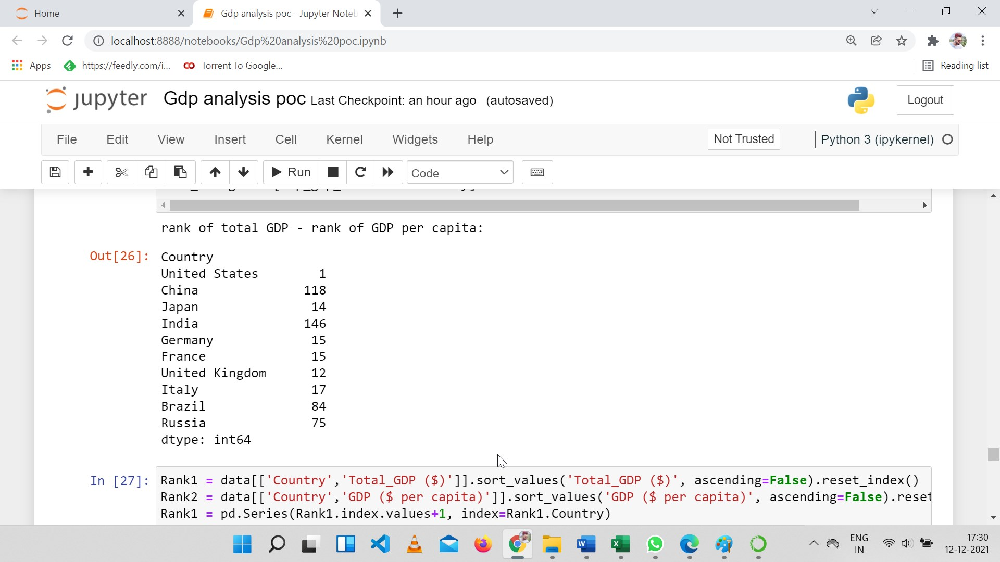 Home
Gdp analysis poc - Jupyter Noteb
localhost:8888/notebooks/Gdp%20analysis%20poc.ipynb
Apps
https://feedly.com/i...
Torrent To Google...
Reading list
jupyter
Gdp analysis poc Last Checkpoint: an hour ago (autosaved)
Logout
File Edit View Insert Cell Kernel Widgets Help
Not Trusted
Python 3 (ipykernel)
Run
Code
rank of total GDP - rank of GDP per capita:
Out[26]: Country
United States 1
China 118
Japan 14
India 146
Germany 15
France 15
United Kingdom 12
Italy 17
Brazil 84
Russia 75
dtype: int64
In [27]: Rank1 = data[['Country','Total_GDP ($)']].sort_values('Total_GDP ($)', ascending=False).reset_index()
Rank2 = data[['Country','GDP ($ per capita)']].sort_values('GDP ($ per capita)', ascending=False).reset
Rank1 = pd.Series(Rank1.index.values+1, index=Rank1.Country)
ENG
IN
17:30
12-12-2021